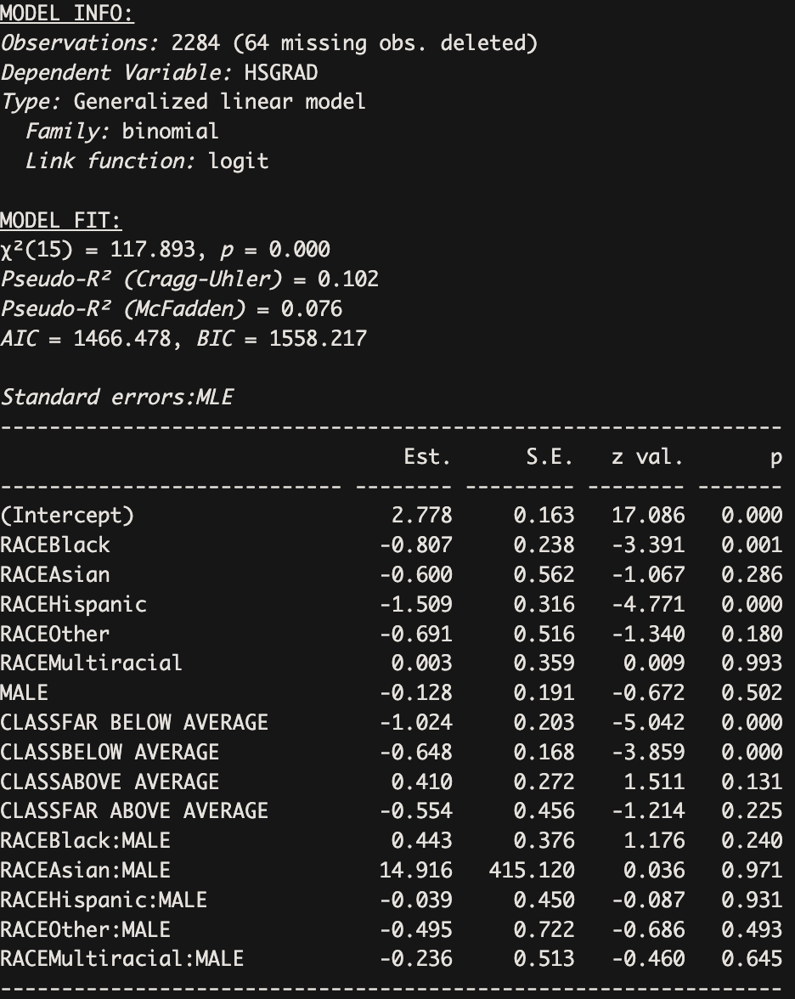 MODEL INFO:
Observations: 2284 (64 missing obs. deleted)
Dependent Variable: HSGRAD
Type: Generalized linear model
  Family: binomial
  Link function: logit

MODEL FIT:
χ²(15) = 117.893, p = 0.000
Pseudo-R² (Cragg-Uhler) = 0.102
Pseudo-R² (McFadden) = 0.076
AIC = 1466.478, BIC = 1558.217

Standard errors:MLE
----------------------------------------------------------------
                                Est.      S.E.   z val.       p
---------------------------- -------- --------- -------- -------
(Intercept)                    2.778     0.163   17.086   0.000
RACEBlack                     -0.807     0.238   -3.391   0.001
RACEAsian                     -0.600     0.562   -1.067   0.286
RACEHispanic                  -1.509     0.316   -4.771   0.000
RACEOther                     -0.691     0.516   -1.340   0.180
RACEMultiracial                0.003     0.359    0.009   0.993
MALE                          -0.128     0.191   -0.672   0.502
CLASSFAR BELOW AVERAGE        -1.024     0.203   -5.042   0.000
CLASSBELOW AVERAGE            -0.648     0.168   -3.859   0.000
CLASSABOVE AVERAGE             0.410     0.272    1.511   0.131
CLASSFAR ABOVE AVERAGE        -0.554     0.456   -1.214   0.225
RACEBlack:MALE                 0.443     0.376    1.176   0.240
RACEAsian:MALE                14.916   415.120    0.036   0.971
RACEHispanic:MALE             -0.039     0.450   -0.087   0.931
RACEOther:MALE                -0.495     0.722   -0.686   0.493
RACEMultiracial:MALE          -0.236     0.513   -0.460   0.645
----------------------------------------------------------------